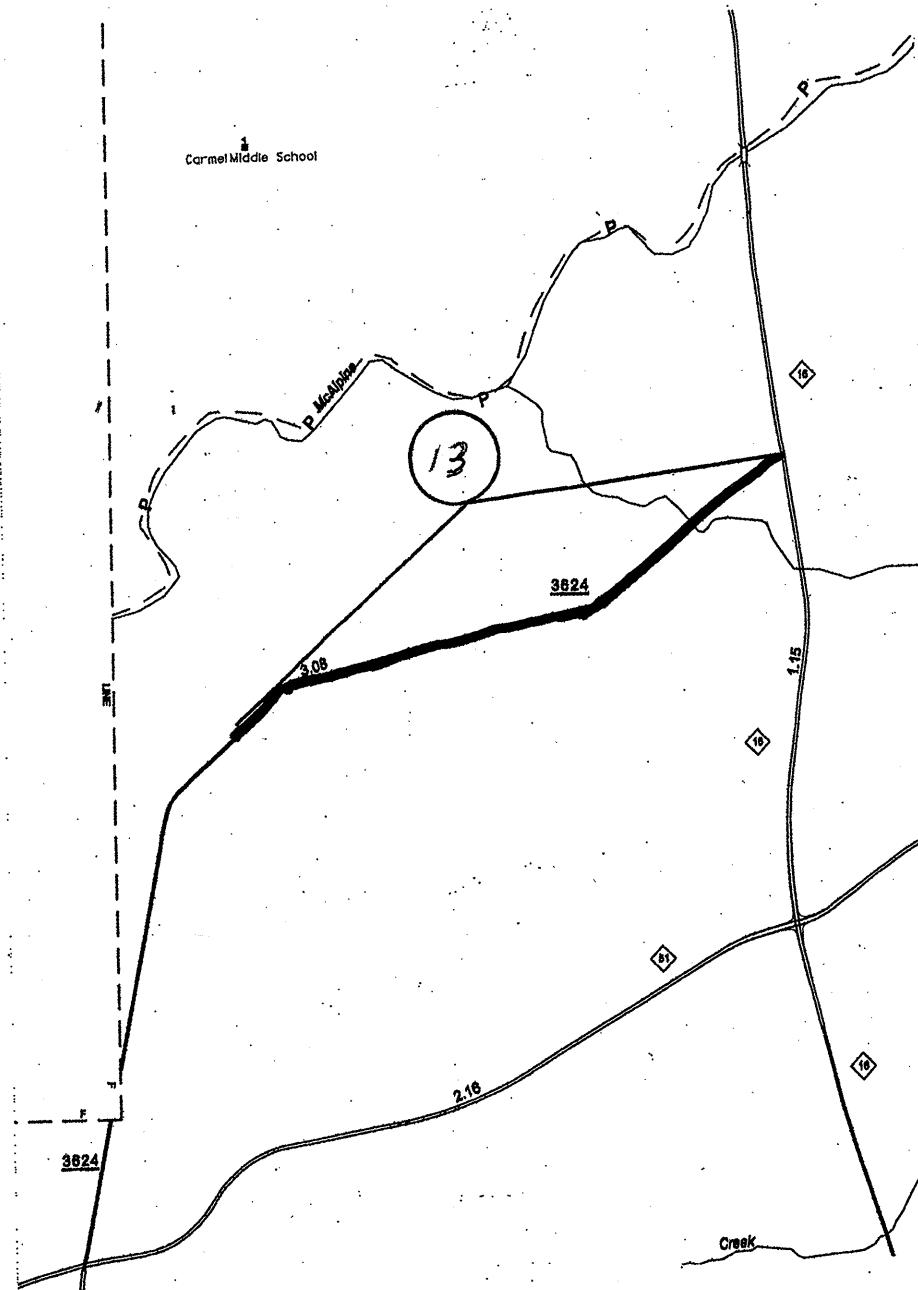 P
1
Carmel Middle School
P
16
McAlpine
P
P
13
P
3624
3.08
1.15
LINE
16
51
16
F
2.16
F
3624
Creek